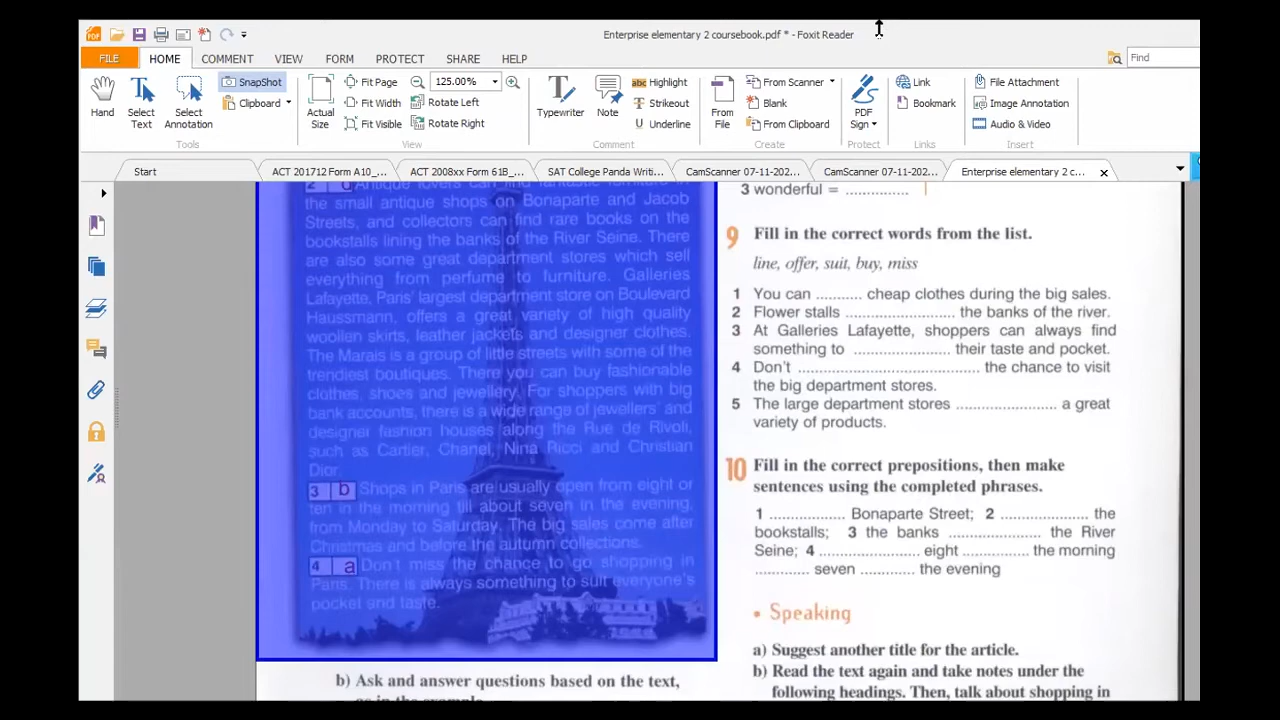 Enterprise elementary 2 coursebook.pdf * - Foxit Reader
FILE HOME COMMENT VIEW FORM PROTECT SHARE HELP
Find
Hand
Select Text
Select Annotation
SnapShot
Clipboard
Tools
Actual Size
Fit Page
Fit Width
Fit Visible
125.00%
Rotate Left
Rotate Right
View
Typewriter
Note
Highlight
Strikeout
Underline
Comment
From File
From Scanner
Blank
From Clipboard
Create
PDF Sign
Protect
Link
Bookmark
Links
File Attachment
Image Annotation
Audio & Video
Insert
Start
ACT 201712 Form A10_...
ACT 2008xx Form 61B_...
SAT College Panda Writi...
CamScanner 07-11-202...
CamScanner 07-11-202...
Enterprise elementary 2 c...
2 d Antique lovers can find fantastic furniture in
the small antique shops on Bonaparte and Jacob
Streets, and collectors can find rare books on the
bookstalls lining the banks of the River Seine. There
are also some great department stores which sell
everything from perfume to furniture. Galleries
Lafayette, Paris' largest department store on Boulevard
Haussmann, offers a great variety of high quality
woollen skirts, leather jackets and designer clothes.
The Marais is a group of little streets with some of the
trendiest boutiques. There you can buy fashionable
clothes, shoes and jewellery. For shoppers with big
bank accounts, there is a wide range of jewellers' and
designer fashion houses along the Rue de Rivoli,
such as Cartier, Chanel, Nina Ricci and Christian
Dior.
3 b Shops in Paris are usually open from eight or
ten in the morning till about seven in the evening,
from Monday to Saturday. The big sales come after
Christmas and before the autumn collections.
4 a Don't miss the chance to go shopping in
Paris. There is always something to suit everyone's
pocket and taste.
b) Ask and answer questions based on the text,
as in the example.
3 wonderful = ..............
9 Fill in the correct words from the list.
line, offer, suit, buy, miss
1 You can .......... cheap clothes during the big sales.
2 Flower stalls ........................ the banks of the river.
3 At Galleries Lafayette, shoppers can always find
something to ..................... their taste and pocket.
4 Don't ....................................... the chance to visit
the big department stores.
5 The large department stores ...................... a great
variety of products.
10 Fill in the correct prepositions, then make
sentences using the completed phrases.
1 ................ Bonaparte Street; 2 ................... the
bookstalls; 3 the banks .................... the River
Seine; 4 ...................... eight ................. the morning
............ seven ............ the evening
• Speaking
a) Suggest another title for the article.
b) Read the text again and take notes under the
following headings. Then, talk about shopping in